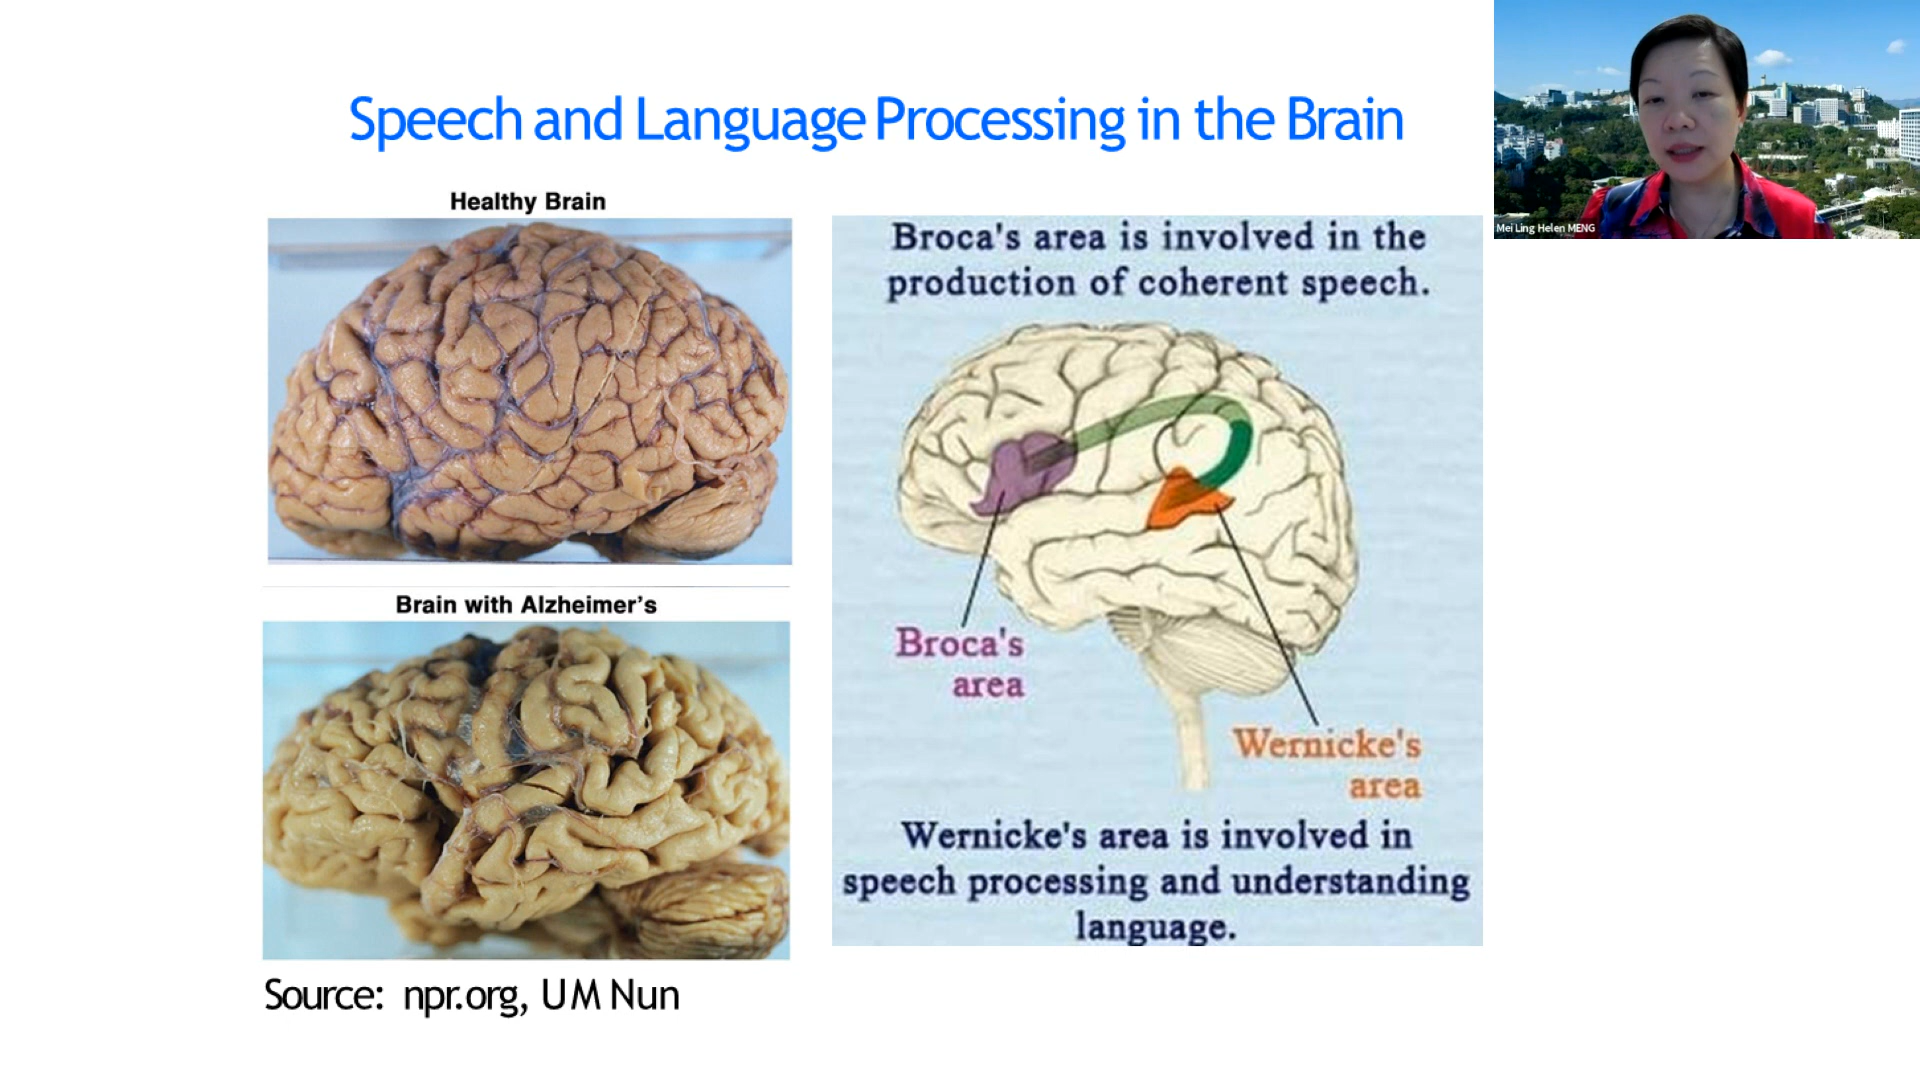 Speech and Language Processing in the Brain
Healthy Brain
Brain with Alzheimer's
Source: npr.org, UM Nun
Broca's area is involved in the
production of coherent speech.
Broca's
area
Wernicke's
area
Wernicke's area is involved in
speech processing and understanding
language.
Mei Ling Helen MENG